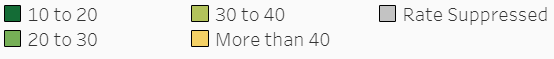 10 to 20 30 to 40 Rate Suppressed
20 to 30 More than 40